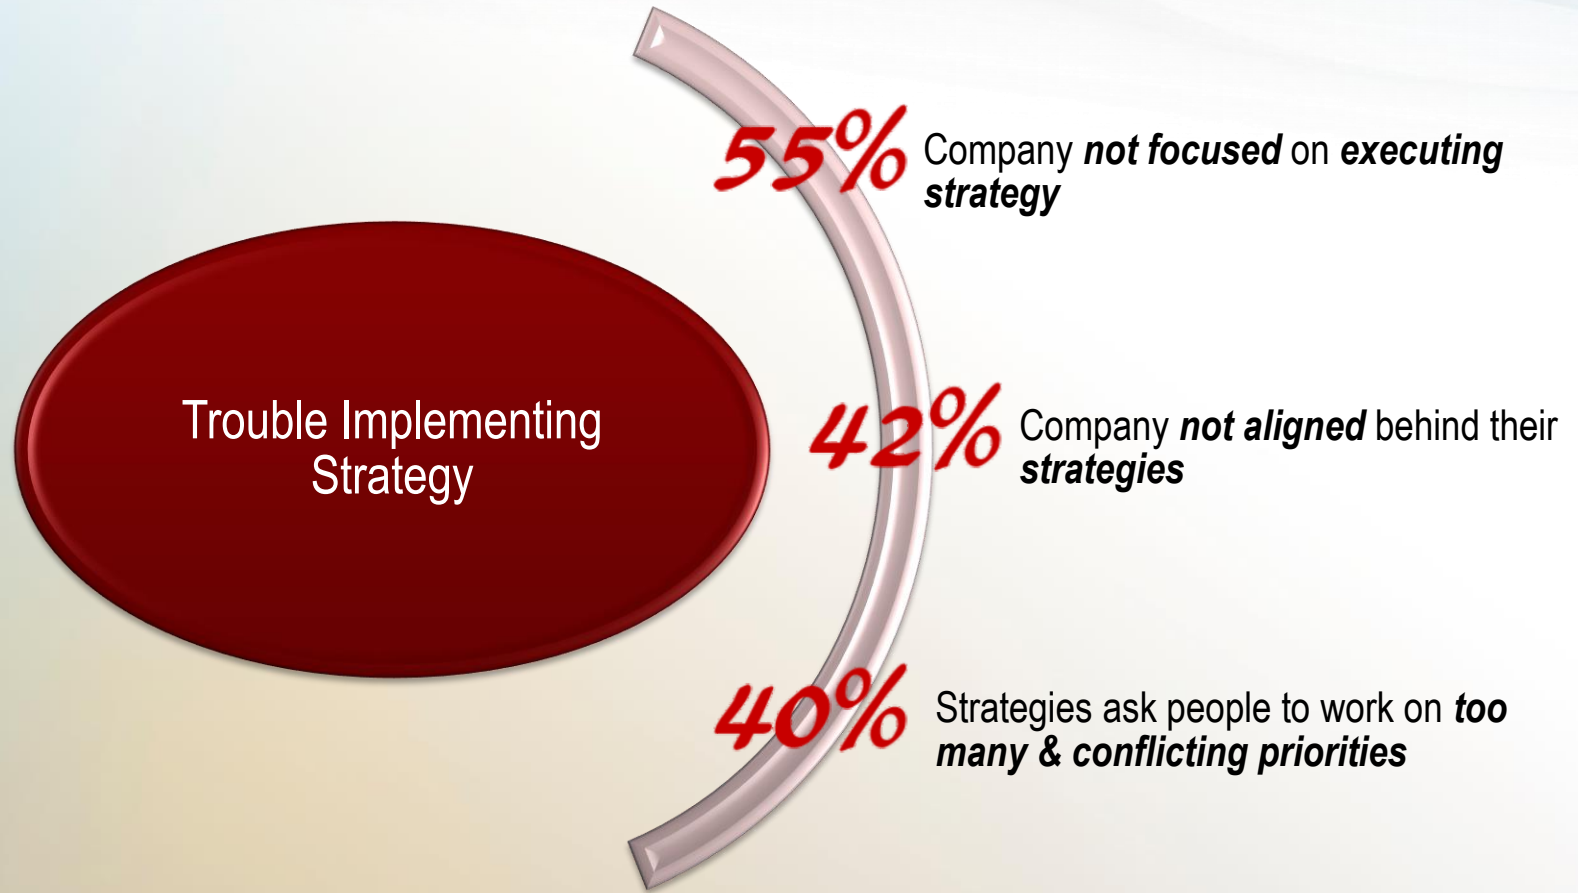 Trouble Implementing
Strategy
55%
Company not focused on executing
strategy
42%
Company not aligned behind their
strategies
40%
Strategies ask people to work on too
many & conflicting priorities